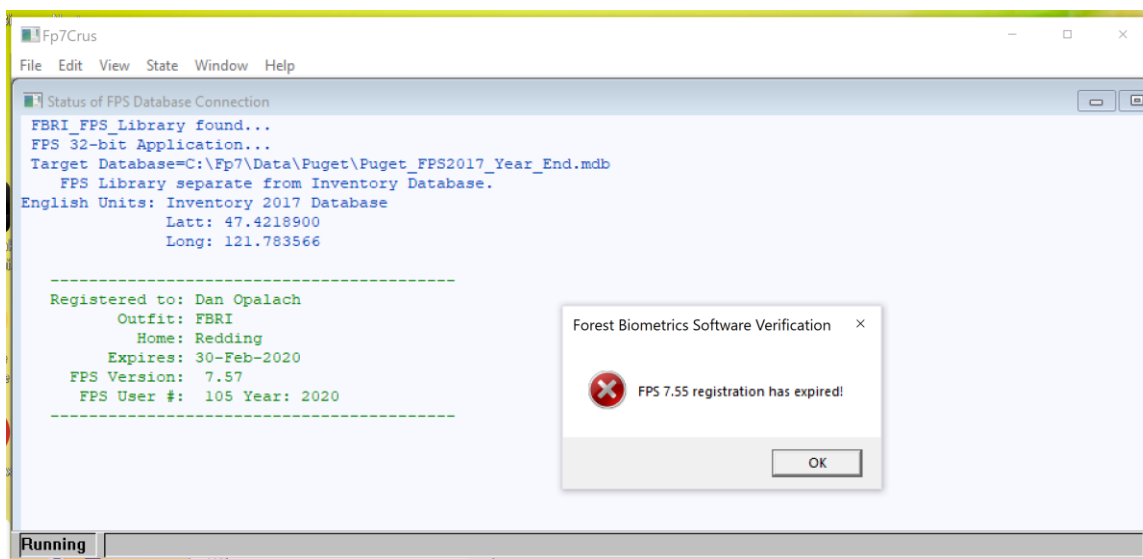 Fp7Crus
File Edit View State Window Help
Status of FPS Database Connection
FBRI_FPS_Library found...
FPS 32-bit Application...
Target Database=C:\Fp7\Data\Puget\Puget_FPS2017_Year_End.mdb
FPS Library separate from Inventory Database.
English Units: Inventory 2017 Database
Latt: 47.4218900
Long: 121.783566
------------------------------------------
Registered to: Dan Opalach
Outfit: FBRI
Home: Redding
Expires: 30-Feb-2020
FPS Version: 7.57
FPS User #: 105 Year: 2020
------------------------------------------
Forest Biometrics Software Verification
FPS 7.55 registration has expired!
OK
Running